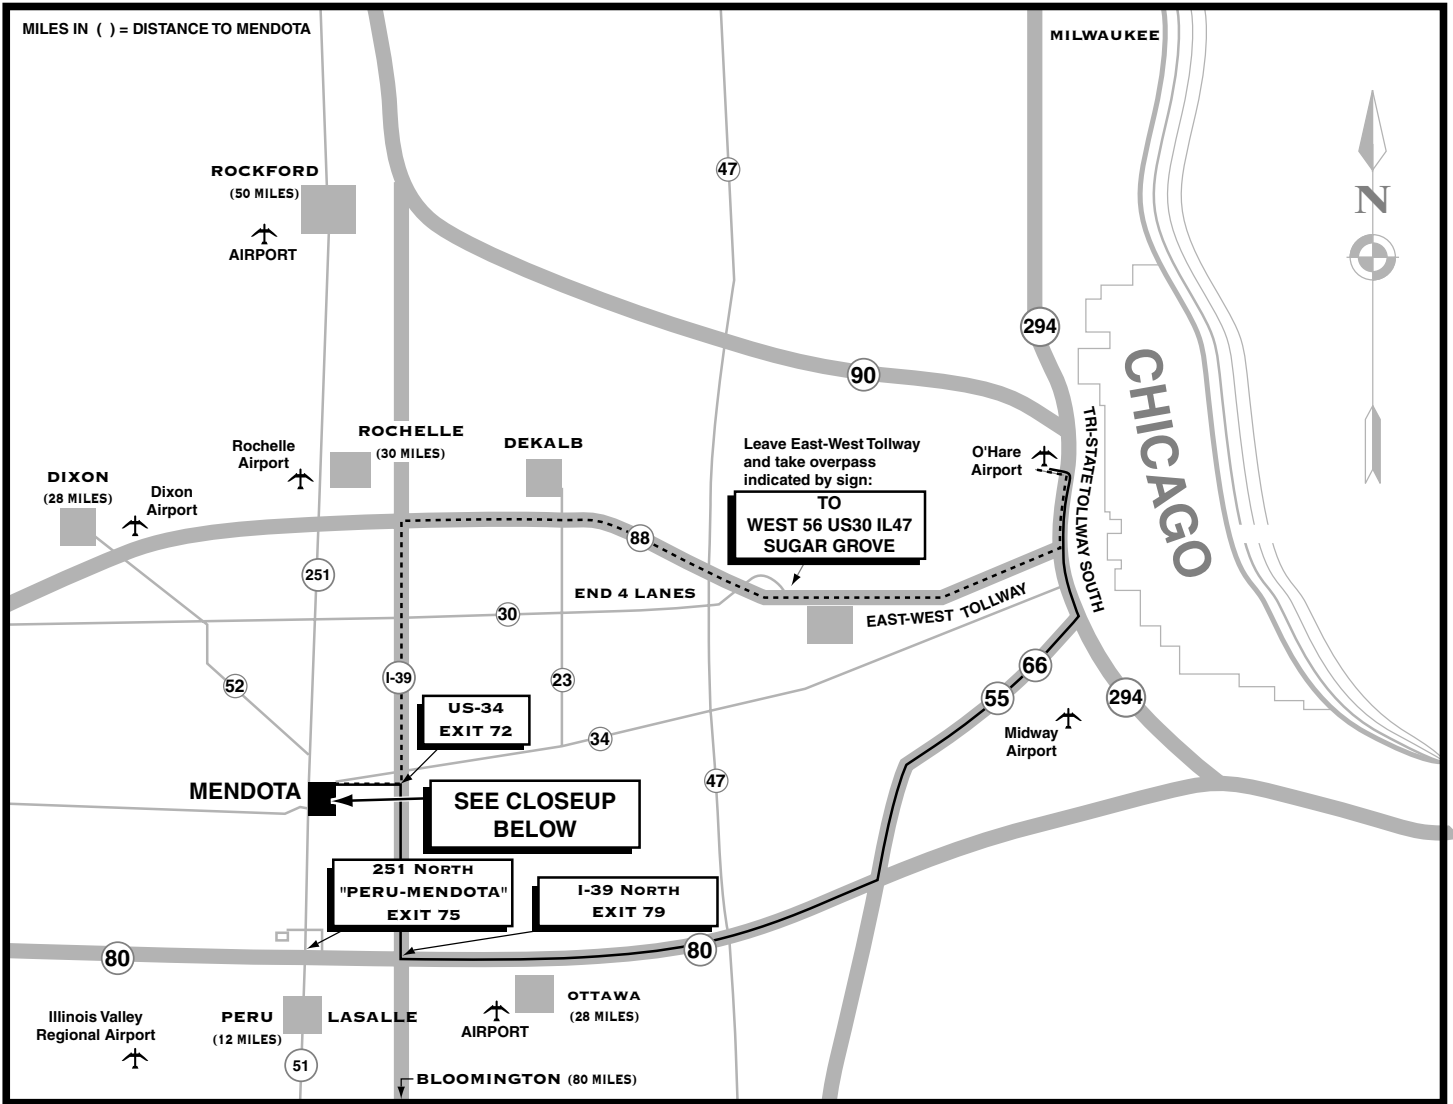 MILES IN ( ) = DISTANCE TO MENDOTA
MILWAUKEE
N
47
ROCKFORD
(50 MILES)
AIRPORT
294
90
CHICAGO
TRI-STATE TOLLWAY SOUTH
O'Hare
Airport
Leave East-West Tollway
and take overpass
indicated by sign:
TO
WEST 56 US30 IL47
SUGAR GROVE
ROCHELLE
(30 MILES)
Rochelle
Airport
DEKALB
DIXON
(28 MILES)
Dixon
Airport
88
251
END 4 LANES
30
EAST-WEST TOLLWAY
52
I-39
23
66
55
294
Midway
Airport
US-34
EXIT 72
34
47
MENDOTA
SEE CLOSEUP
BELOW
251 NORTH
"PERU-MENDOTA"
EXIT 75
I-39 NORTH
EXIT 79
80
80
Illinois Valley
Regional Airport
PERU
(12 MILES)
LASALLE
AIRPORT
OTTAWA
(28 MILES)
51
BLOOMINGTON (80 MILES)